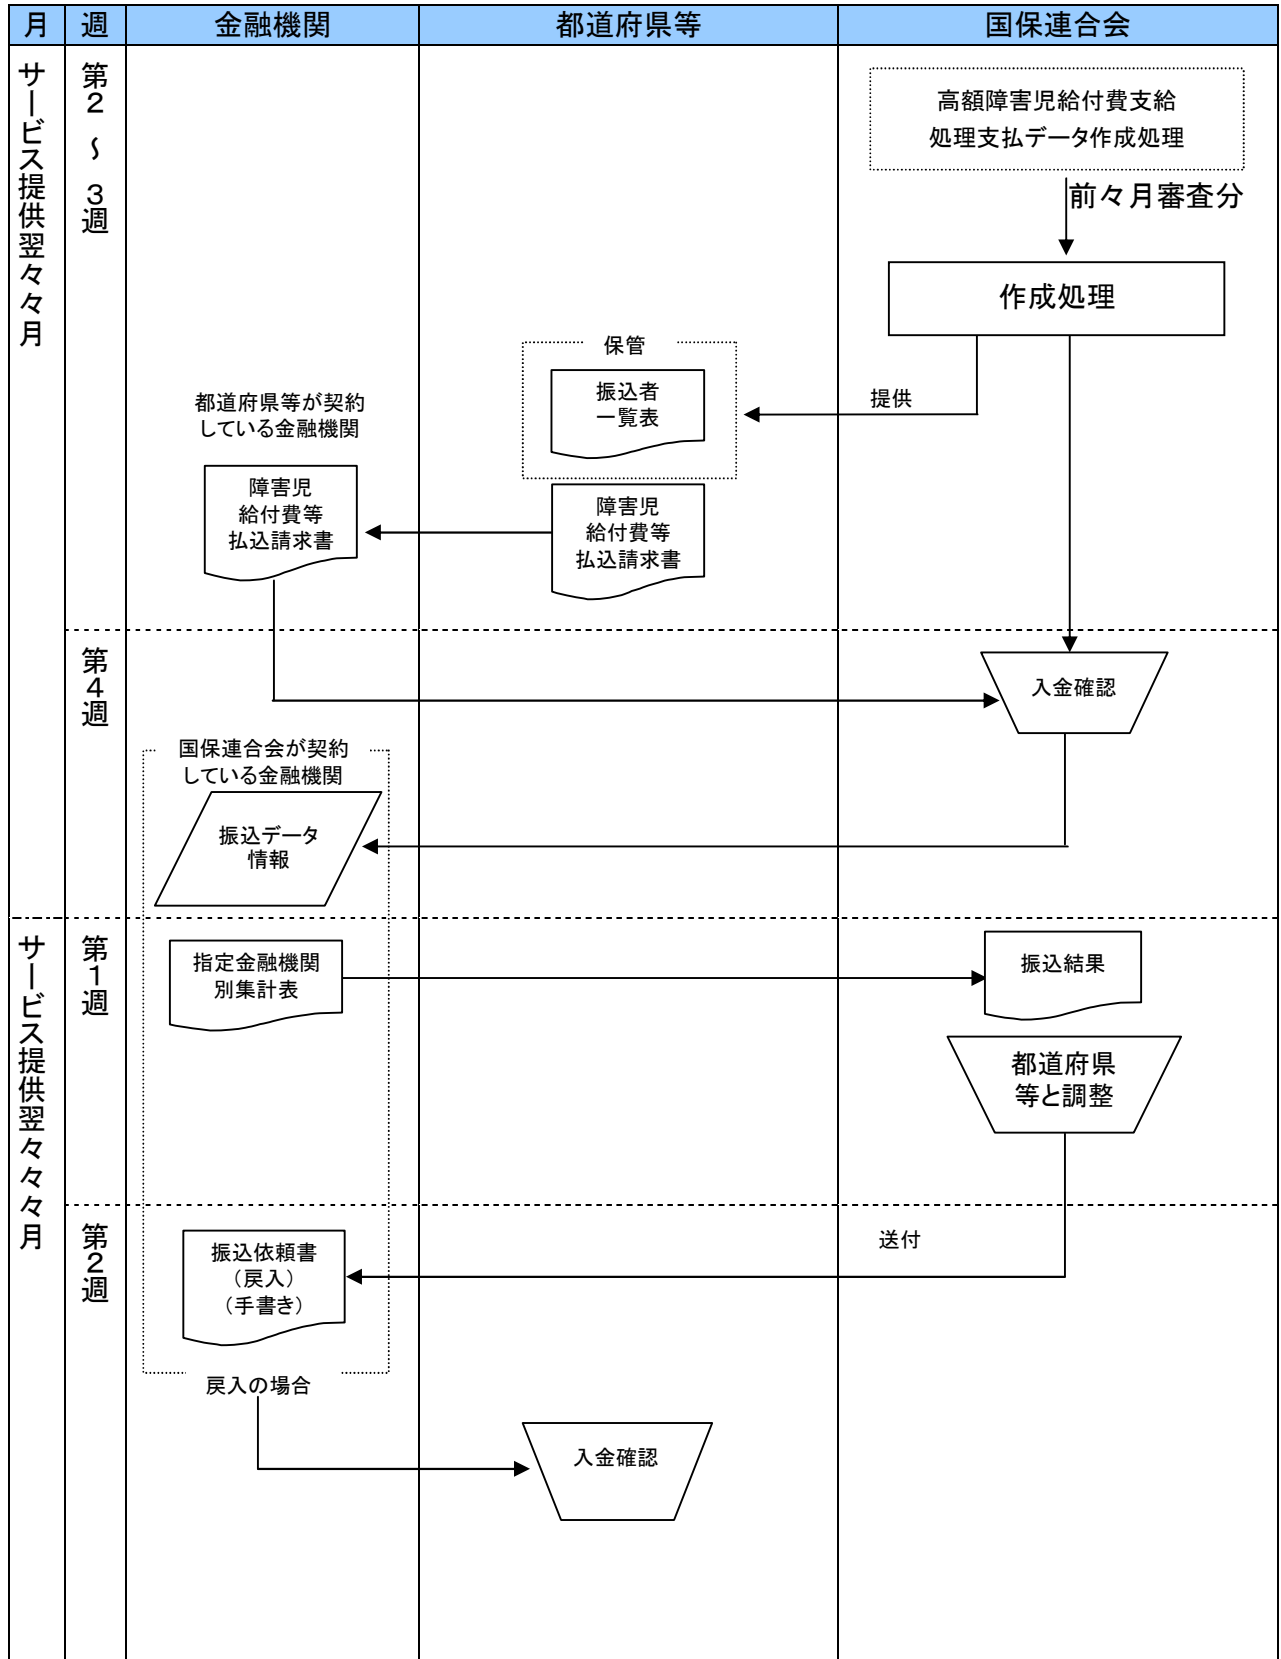 月
週
金融機関
都道府県等
国保連合会
サービス提供翌々月
第２～３週
高額障害児給付費支給
処理支払データ作成処理
前々月審査分
作成処理
提供
保管
振込者
一覧表
都道府県等が契約
している金融機関
障害児
給付費等
払込請求書
障害児
給付費等
払込請求書
第４週
入金確認
国保連合会が契約
している金融機関
振込データ
情報
サービス提供翌々々月
第１週
指定金融機関
別集計表
振込結果
都道府県
等と調整
第２週
送付
振込依頼書
（戻入）
（手書き）
戻入の場合
入金確認